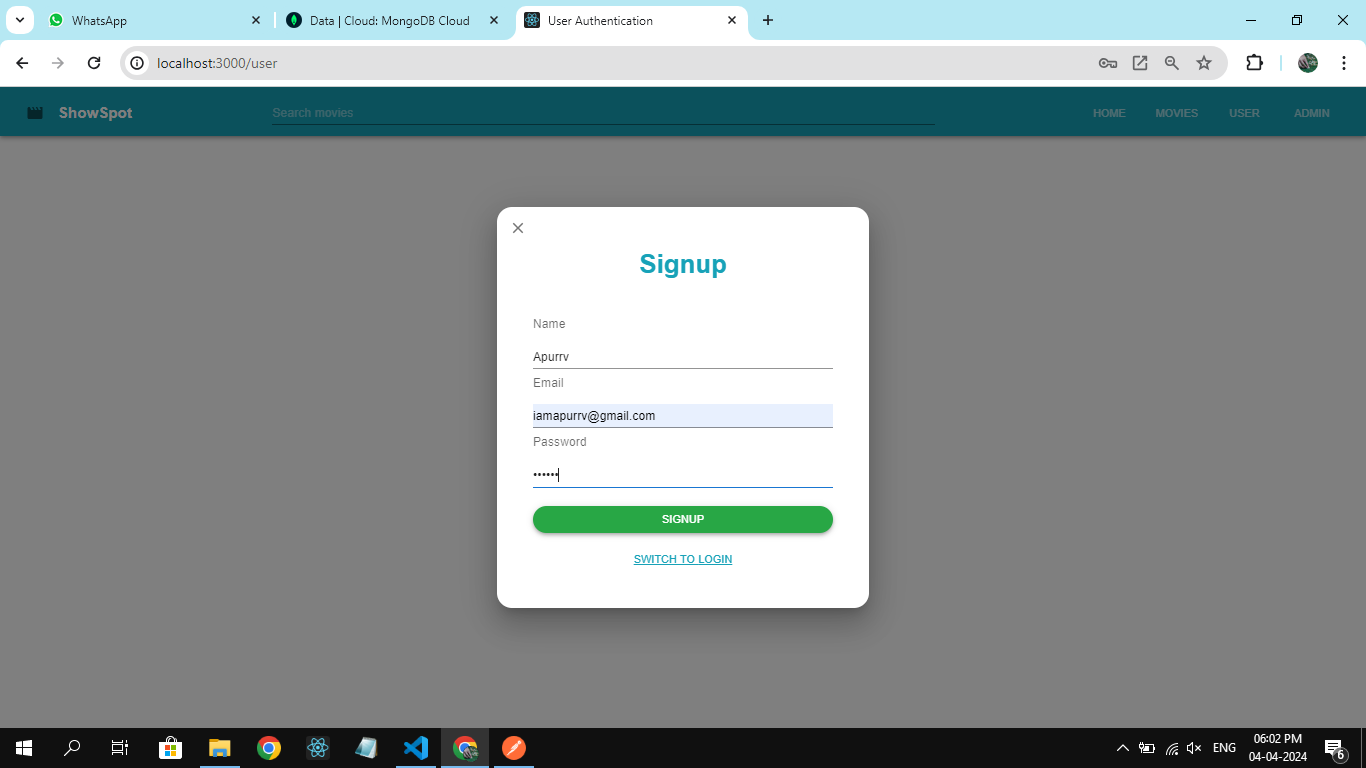 WhatsApp
Data | Cloud: MongoDB Cloud
User Authentication
localhost:3000/user
ShowSpot
Search movies
HOME
MOVIES
USER
ADMIN
Signup
Name
Apurrv
Email
iamapurrv@gmail.com
Password
••••••
SIGNUP
SWITCH TO LOGIN
ENG
06:02 PM
04-04-2024
6